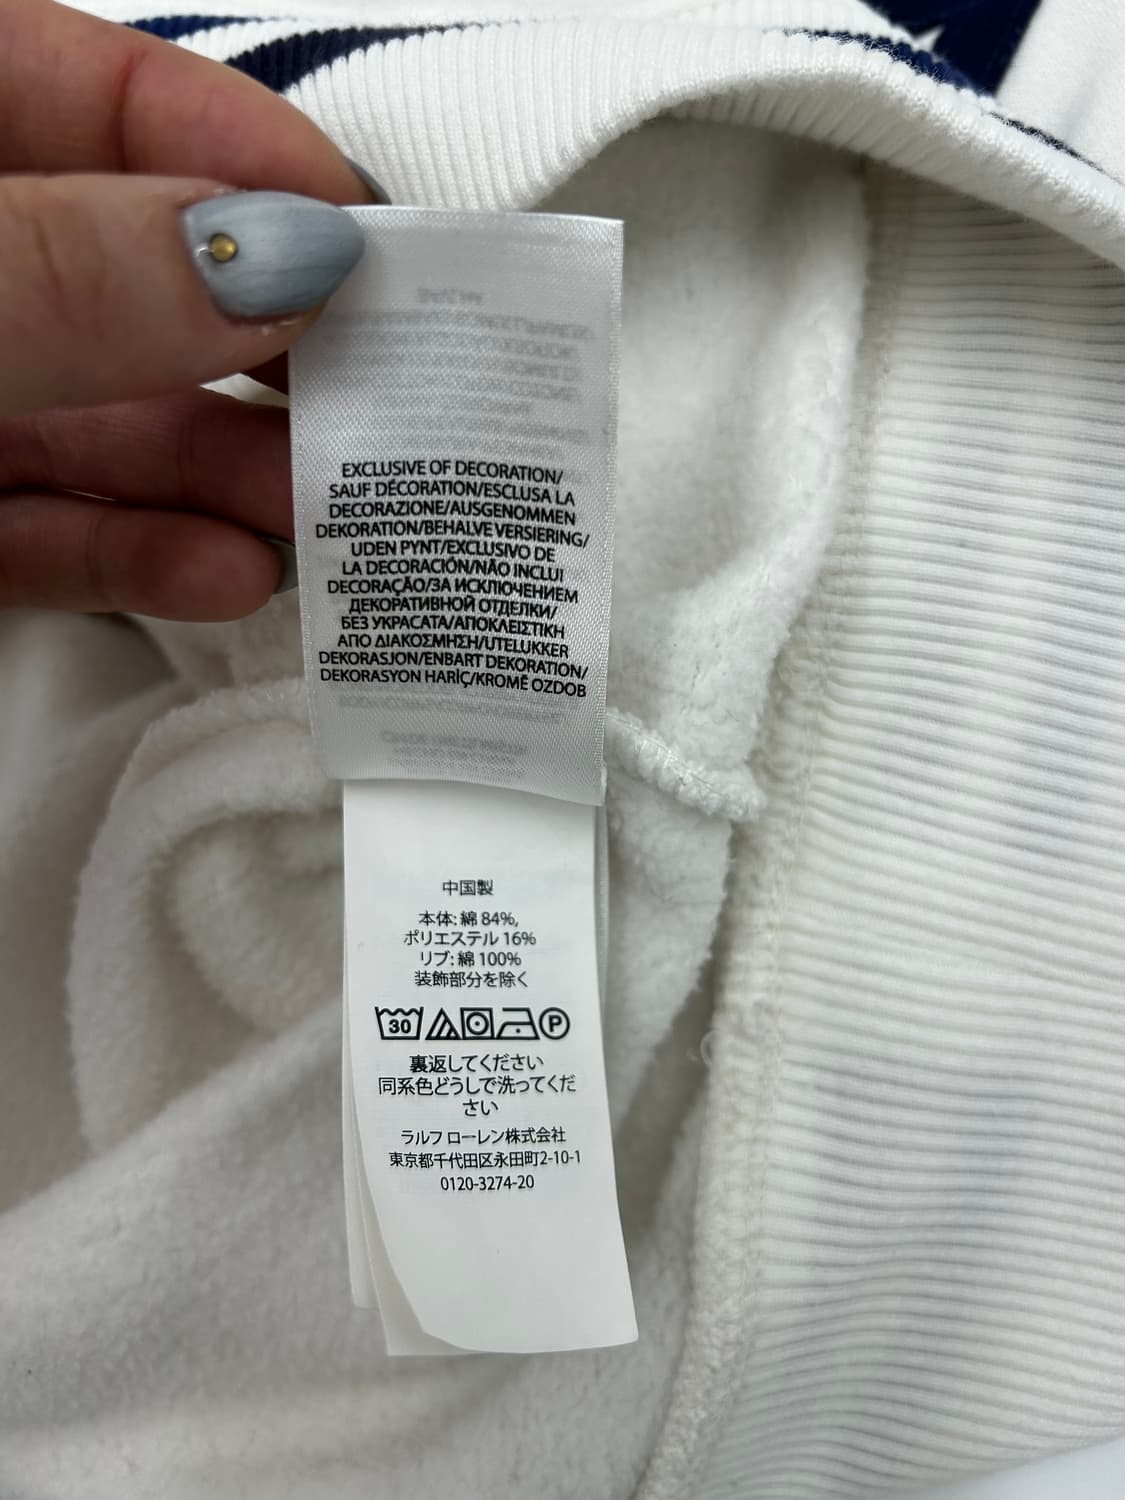 EXCLUSIVE OF DECORATION/
SAUF DÉCORATION/ESCLUSA LA
DECORAZIONE/AUSGENOMMEN
DEKORATION/BEHALVE VERSIERING/
UDEN PYNT/EXCLUSIVO DE
LA DECORACIÓN/NÃO INCLUI
DECORAÇÃO/ЗА ИСКЛЮЧЕНИЕМ
ДЕКОРАТИВНОЙ ОТДЕЛКИ/
БЕЗ УКРАСАТА/ΑΠΟΚΛΕΙΣΤΙΚΗ
ΑΠΟ ΔΙΑΚΟΣΜΗΣΗ/UTELUKKER
DEKORASJON/ENBART DEKORATION/
DEKORASYON HARİÇ/KROMĚ OZDOB
中国製
本体: 綿 84%,
ポリエステル 16%
リブ: 綿 100%
装飾部分を除く
30 P
裏返してください
同系色どうしで洗ってくだ
さい
ラルフ ローレン株式会社
東京都千代田区永田町2-10-1
0120-3274-20